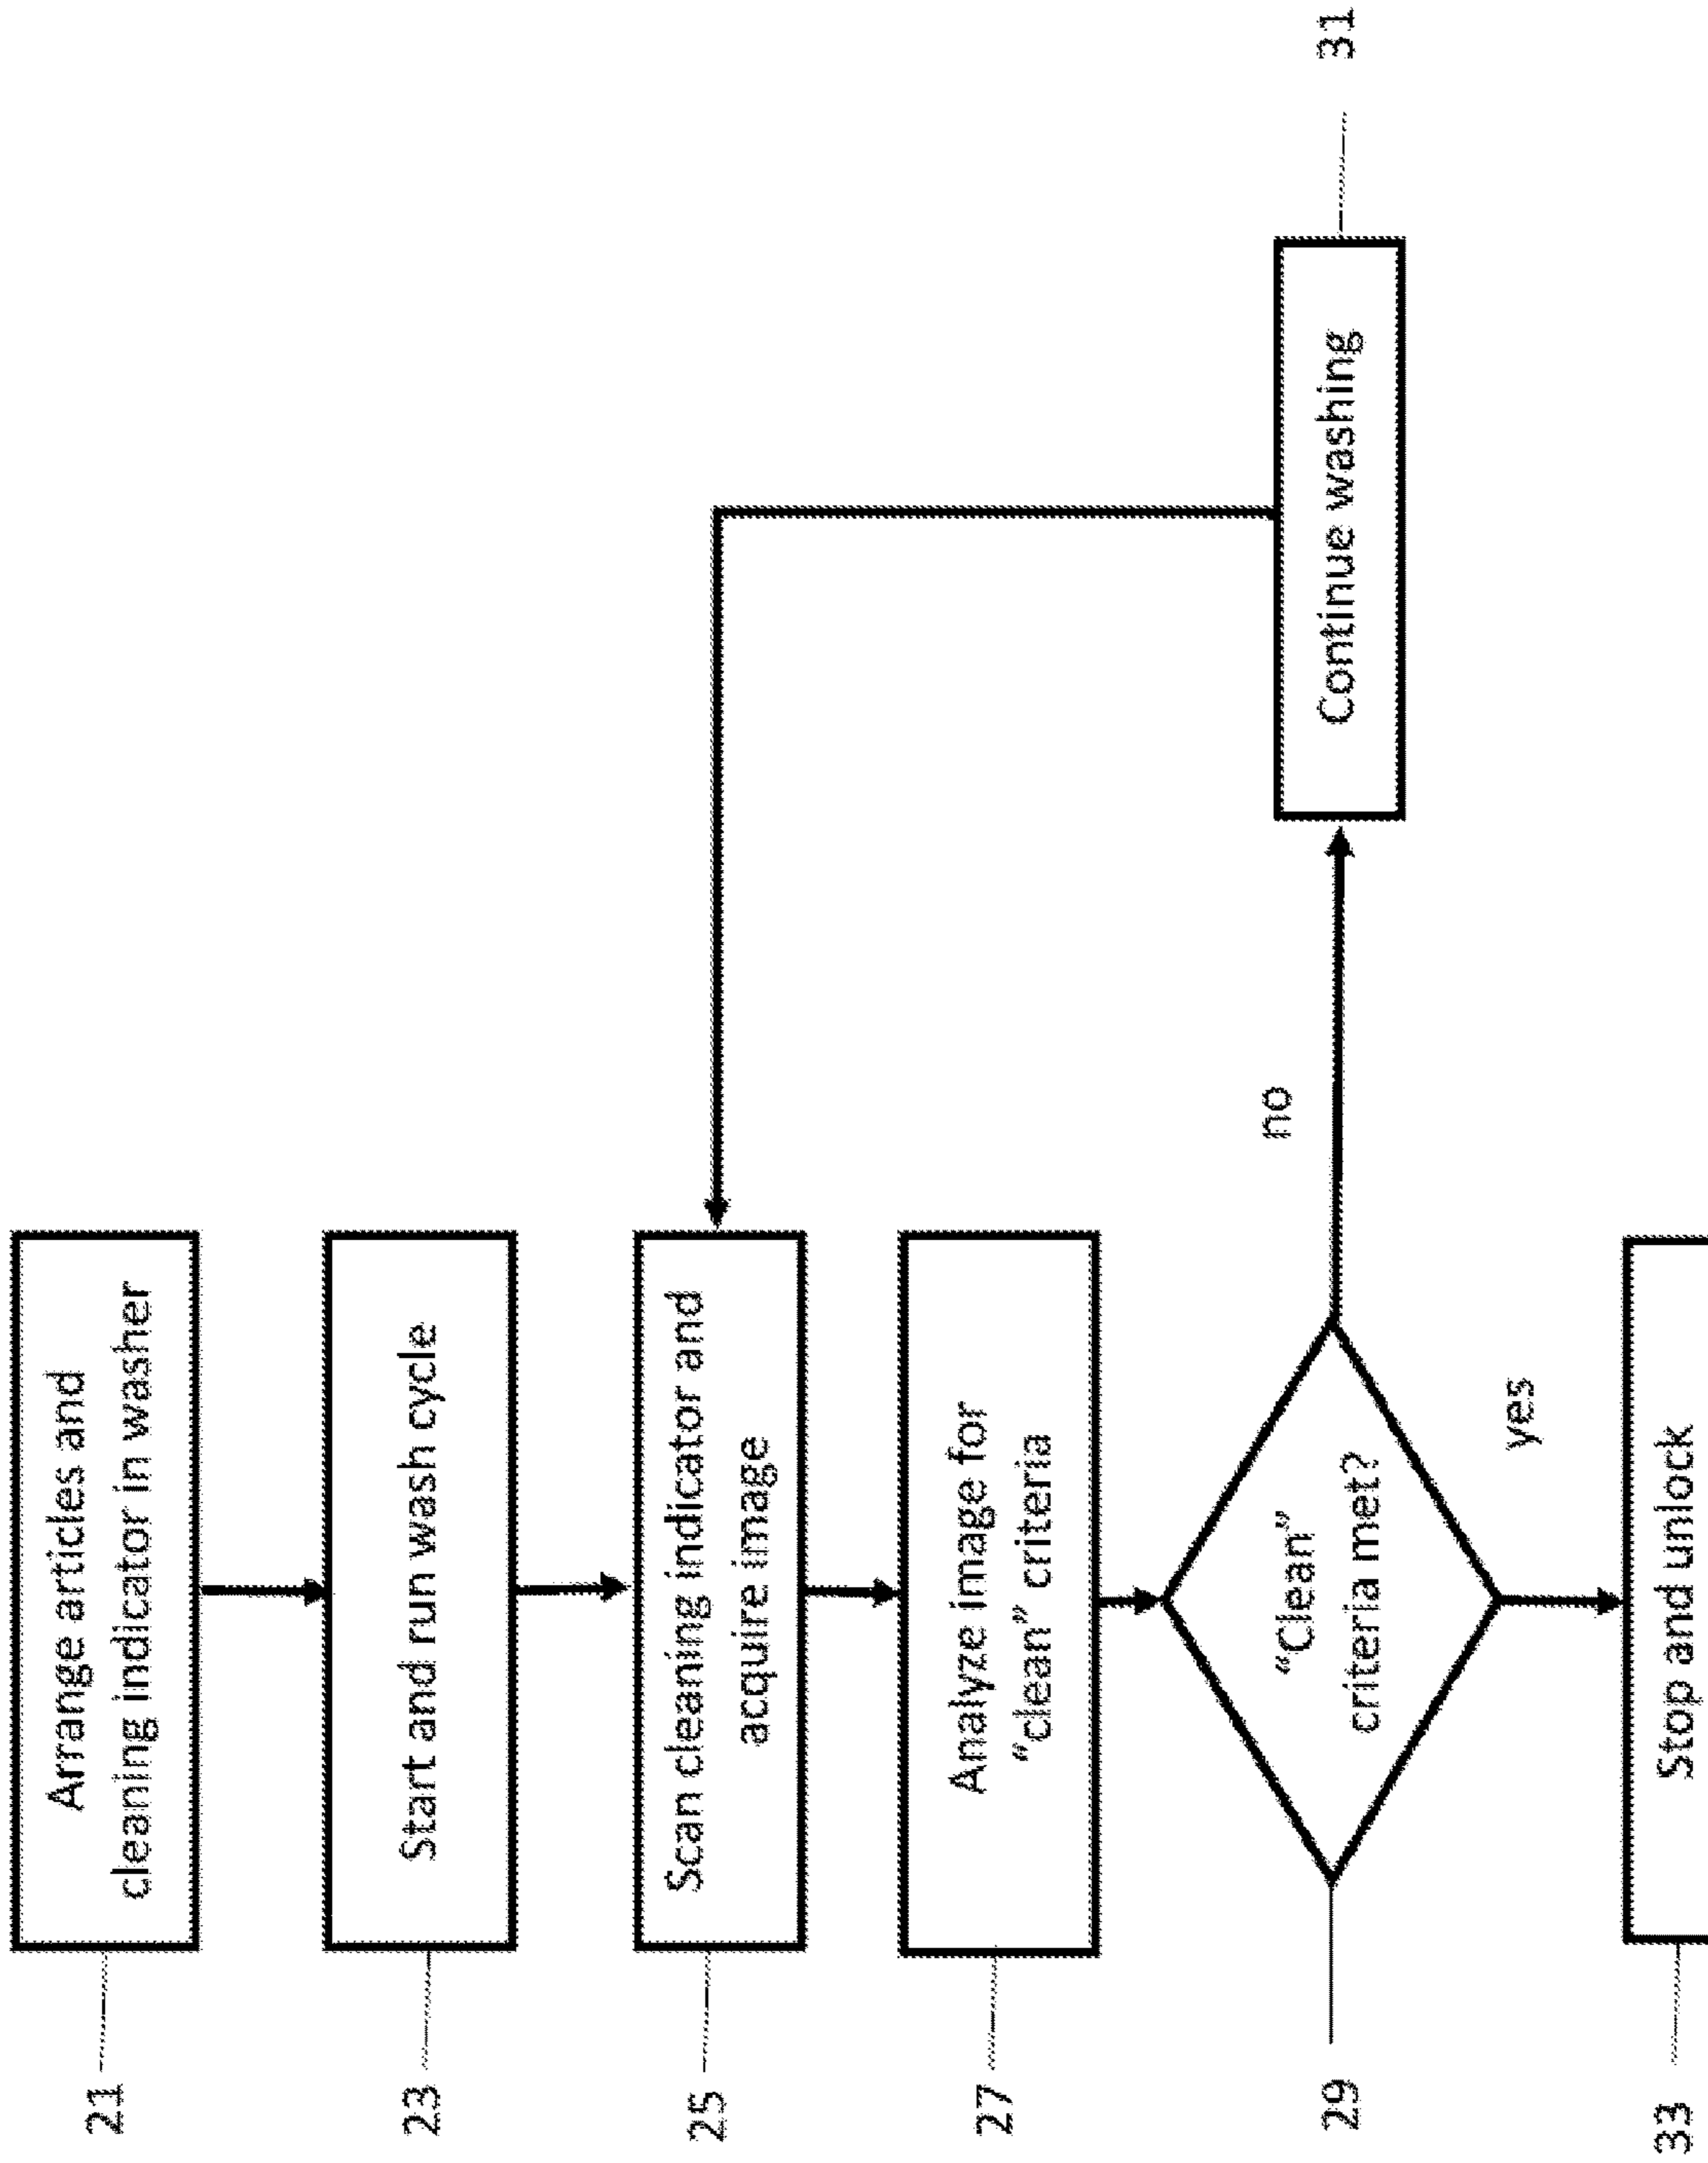 21
Arrange articles and
cleaning indicator in washer
23
Start and run wash cycle
25
Scan cleaning indicator and
acquire image
27
Analyze image for
“clean” criteria
29
“Clean”
criteria met?
no
Continue washing
31
yes
33
Stop and unlock